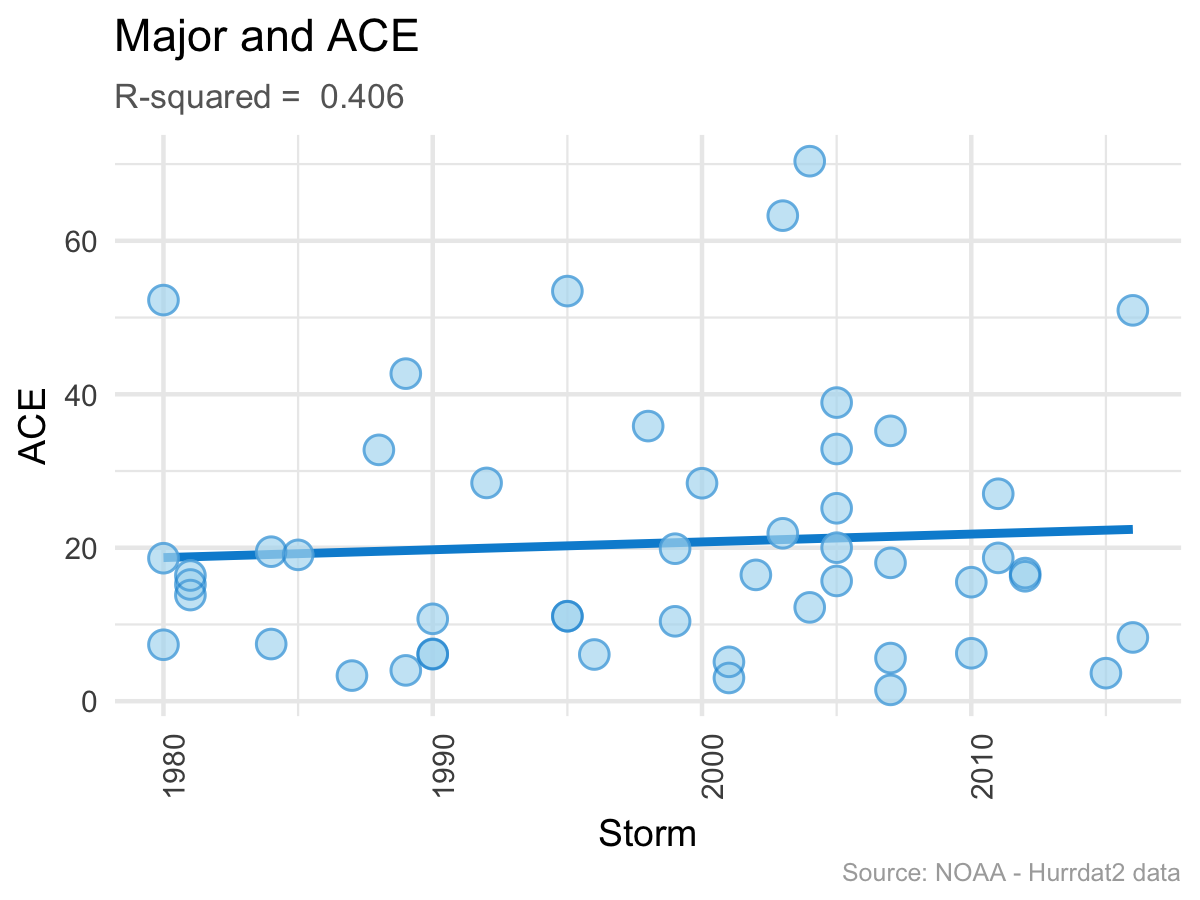 Major and ACE
R-squared =  0.406
ACE
60
40
20
0
1980
1990
2000
2010
Storm
Source: NOAA - Hurrdat2 data